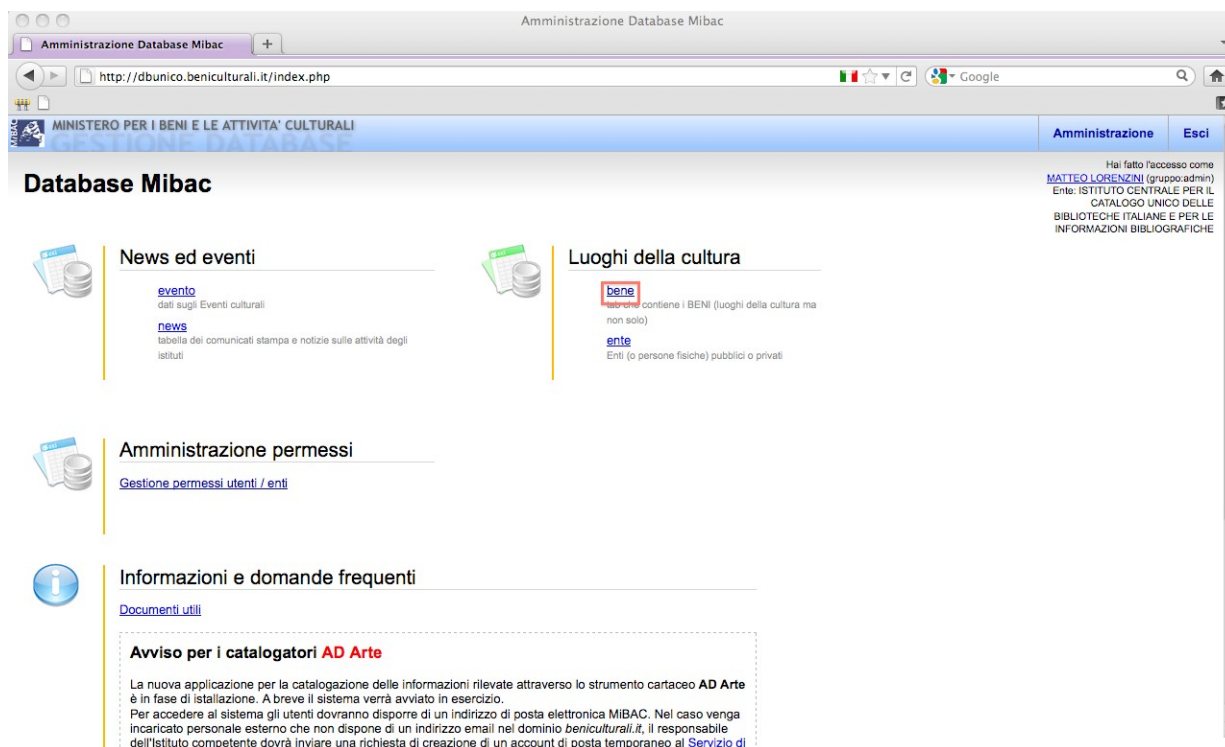 Amministrazione Database Mibac
Amministrazione Database Mibac +
http://dbunico.beniculturali.it/index.php
Google
MiBAC
MINISTERO PER I BENI E LE ATTIVITA' CULTURALI
GESTIONE DATABASE
Amministrazione Esci
Database Mibac
Hai fatto l'accesso come
MATTEO LORENZINI (gruppo:admin)
Ente: ISTITUTO CENTRALE PER IL
CATALOGO UNICO DELLE
BIBLIOTECHE ITALIANE E PER LE
INFORMAZIONI BIBLIOGRAFICHE
News ed eventi
evento
dati sugli Eventi culturali
news
tabella dei comunicati stampa e notizie sulle attività degli
istituti
Luoghi della cultura
bene
tab che contiene i BENI (luoghi della cultura ma
non solo)
ente
Enti (o persone fisiche) pubblici o privati
Amministrazione permessi
Gestione permessi utenti / enti
Informazioni e domande frequenti
Documenti utili
Avviso per i catalogatori AD Arte
La nuova applicazione per la catalogazione delle informazioni rilevate attraverso lo strumento cartaceo AD Arte
è in fase di istallazione. A breve il sistema verrà avviato in esercizio.
Per accedere al sistema gli utenti dovranno disporre di un indirizzo di posta elettronica MiBAC. Nel caso venga
incaricato personale esterno che non dispone di un indirizzo email nel dominio beniculturali.it, il responsabile
dell'Istituto competente dovrà inviare una richiesta di creazione di un account di posta temporaneo al Servizio di